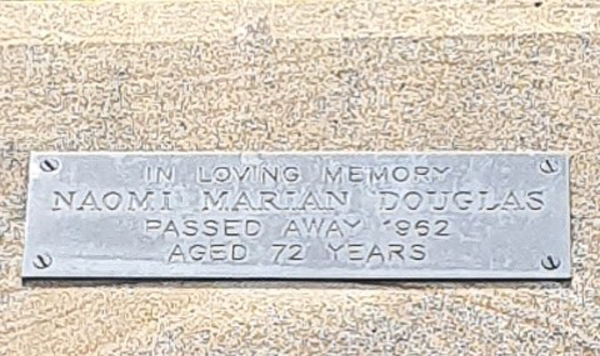 IN LOVING MEMORY
NAOMI MARIAN DOUGLAS
PASSED AWAY 1962
AGED 72 YEARS